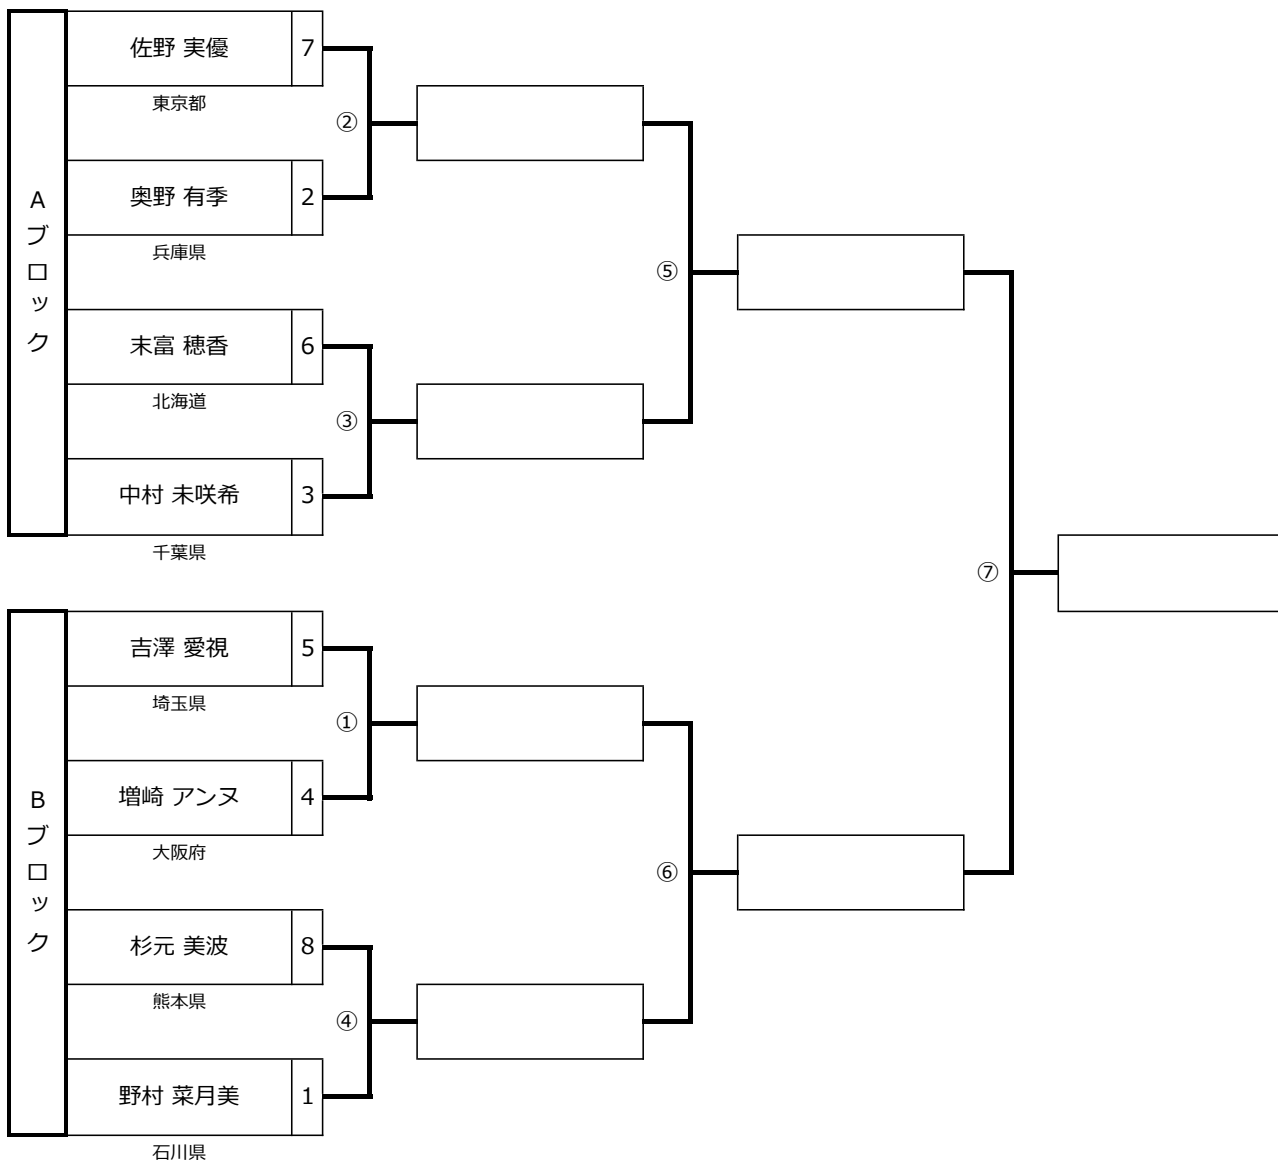 Aブロック
佐野 実優 7
東京都
②
奥野 有季 2
兵庫県
⑤
末富 穂香 6
北海道
③
中村 未咲希 3
千葉県
⑦
Bブロック
吉澤 愛視 5
埼玉県
①
増崎 アンヌ 4
大阪府
⑥
杉元 美波 8
熊本県
④
野村 菜月美 1
石川県